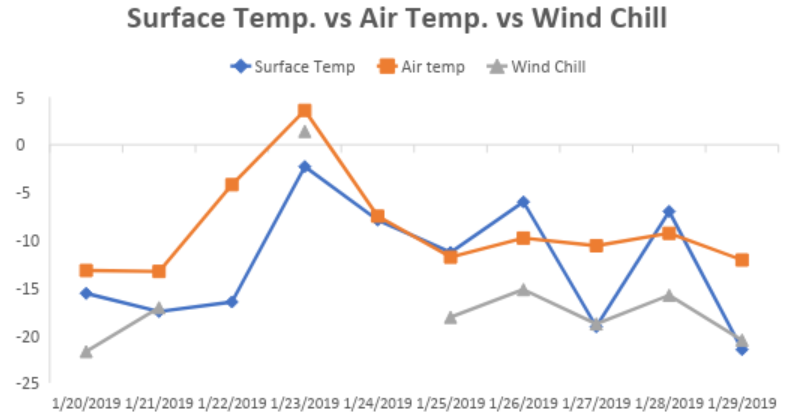 Surface Temp. vs Air Temp. vs Wind Chill
Surface Temp Air temp Wind Chill
5
0
-5
-10
-15
-20
-25
1/20/2019 1/21/2019 1/22/2019 1/23/2019 1/24/2019 1/25/2019 1/26/2019 1/27/2019 1/28/2019 1/29/2019